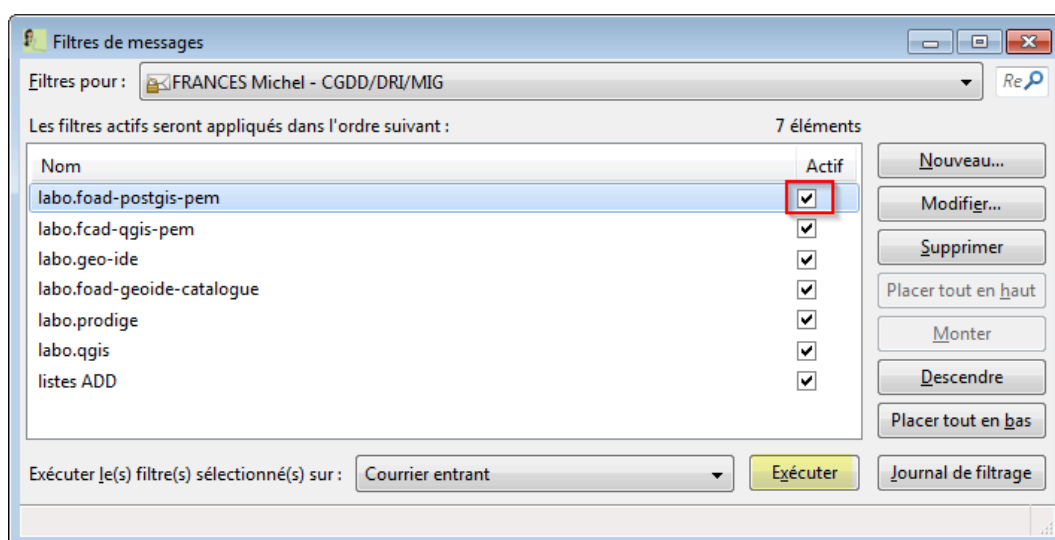 Filtres de messages
Filtres pour : FRANCES Michel - CGDD/DRI/MIG Re
Les filtres actifs seront appliqués dans l'ordre suivant : 7 éléments
Nom Actif
Nouveau...
labo.foad-postgis-pem
Modifier...
labo.fcad-qgis-pem
Supprimer
labo.geo-ide
labo.foad-geoide-catalogue
Placer tout en haut
labo.prodige
Monter
labo.qgis
listes ADD
Descendre
Placer tout en bas
Exécuter le(s) filtre(s) sélectionné(s) sur : Courrier entrant Exécuter Journal de filtrage